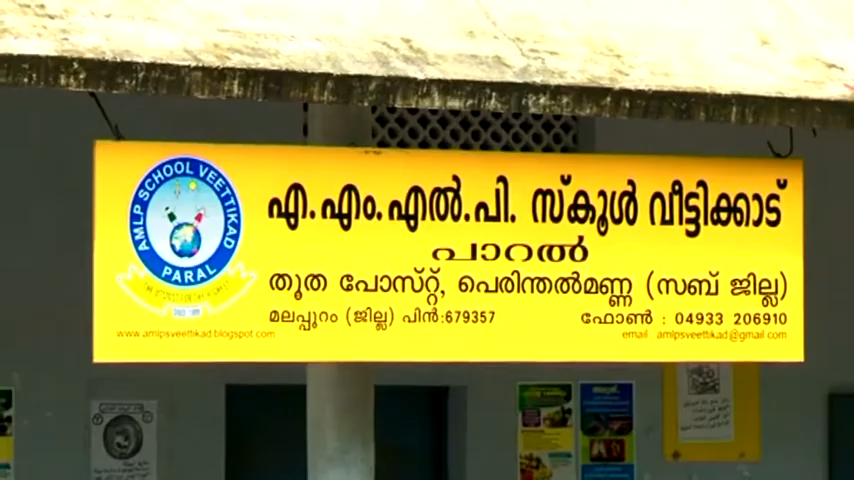 AMLP SCHOOL VEETTIKAD
PARAL
എ.എം.എൽ.പി. സ്കൂൾ വീട്ടിക്കാട്
പാറൽ
തൂത പോസ്റ്റ്, പെരിന്തൽമണ്ണ (സബ് ജില്ല)
മലപ്പുറം (ജില്ല) പിൻ:679357
ഫോൺ : 04933 206910
www.amlpsveettikad.blogspot.com
email amlpsveettikad@gmail.com